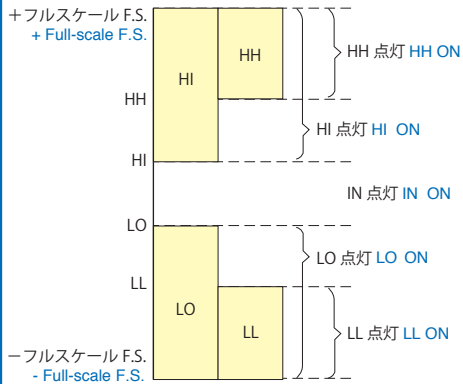 ＋フルスケール F.S.
+ Full-scale F.S.
HH
HI
HH 点灯 HH ON
HH
HI 点灯 HI ON
HI
IN 点灯 IN ON
LO
LO 点灯 LO ON
LL
LO
LL
LL 点灯 LL ON
－フルスケール F.S.
- Full-scale F.S.